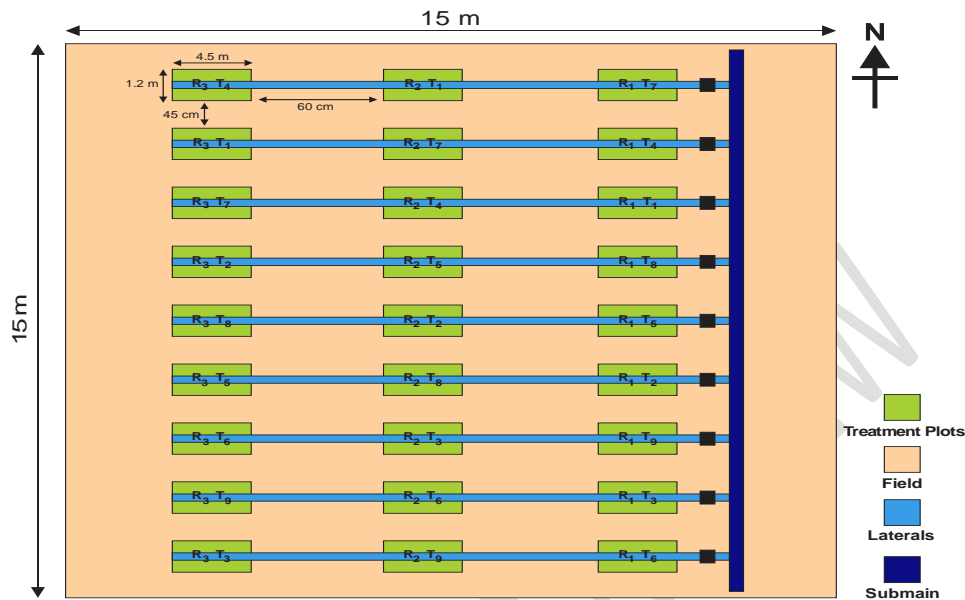 15 m
N
4.5 m
1.2 m
R3 T4
R2 T1
R1 T7
60 cm
45 cm
R3 T1
R2 T7
R1 T4
R3 T7
R2 T4
R1 T1
R3 T2
R2 T5
R1 T8
15 m
R3 T8
R2 T2
R1 T5
R3 T5
R2 T8
R1 T2
R3 T6
R2 T3
R1 T9
R3 T9
R2 T6
R1 T3
R3 T3
R2 T9
R1 T6
Treatment Plots
Field
Laterals
Submain